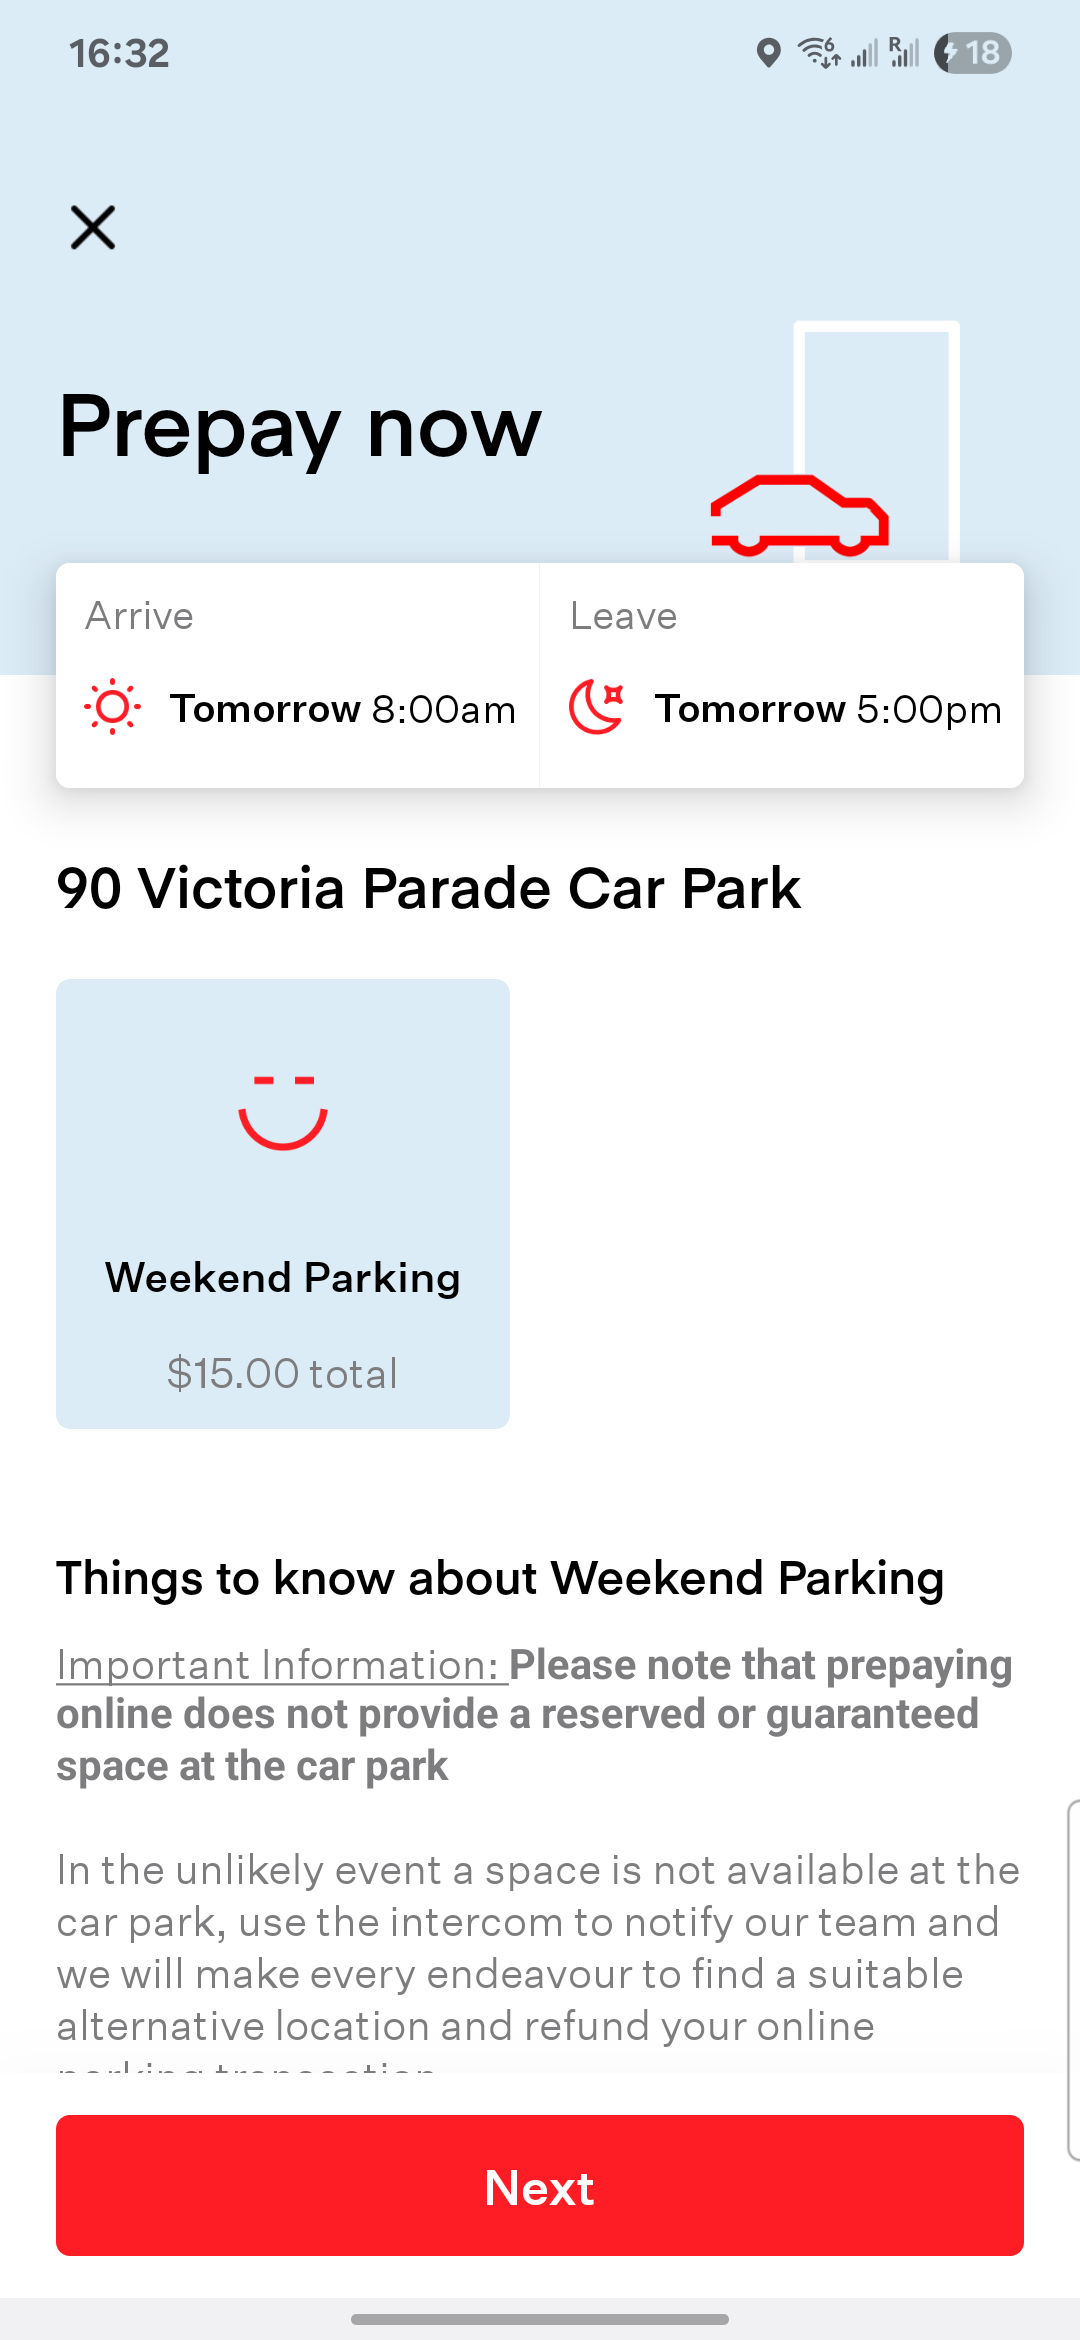 16:32
6 R 18
Prepay now
Arrive
Leave
Tomorrow 8:00am
Tomorrow 5:00pm
90 Victoria Parade Car Park
Weekend Parking
$15.00 total
Things to know about Weekend Parking
Important Information: Please note that prepaying
online does not provide a reserved or guaranteed
space at the car park
In the unlikely event a space is not available at the
car park, use the intercom to notify our team and
we will make every endeavour to find a suitable
alternative location and refund your online
parking transaction
Next